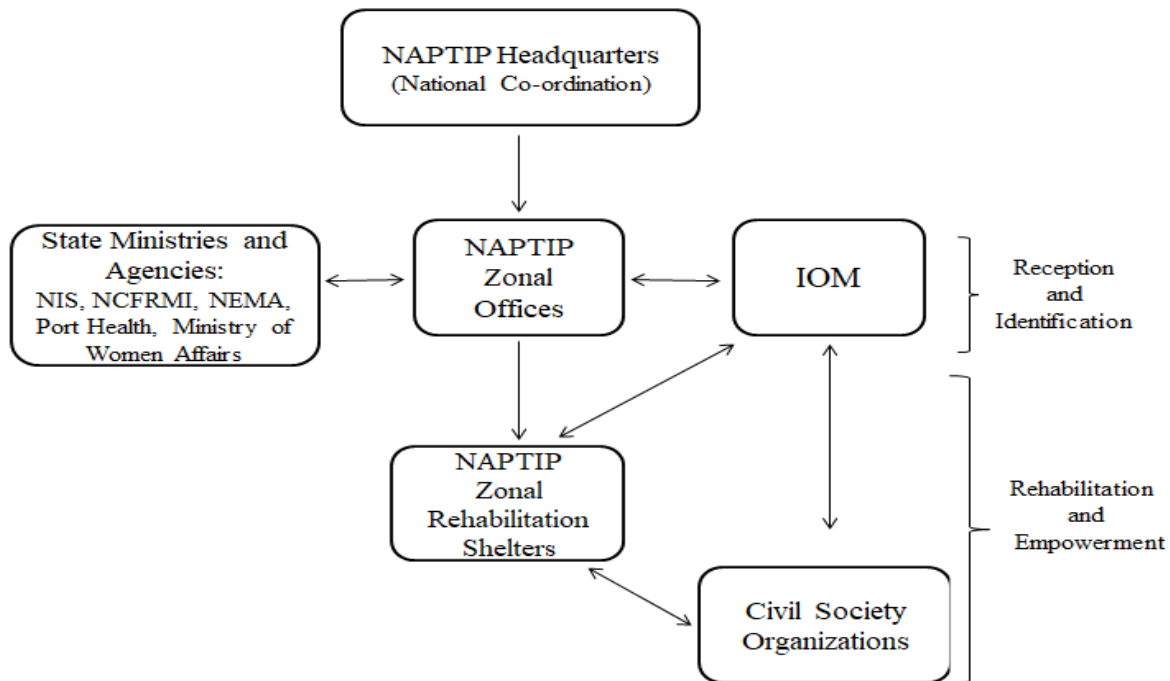 NAPTIP Headquarters
(National Co-ordination)
State Ministries and
Agencies:
NIS, NCFRMI, NEMA,
Port Health, Ministry of
Women Affairs
NAPTIP
Zonal
Offices
IOM
Reception
and
Identification
NAPTIP
Zonal
Rehabilitation
Shelters
Rehabilitation
and
Empowerment
Civil Society
Organizations